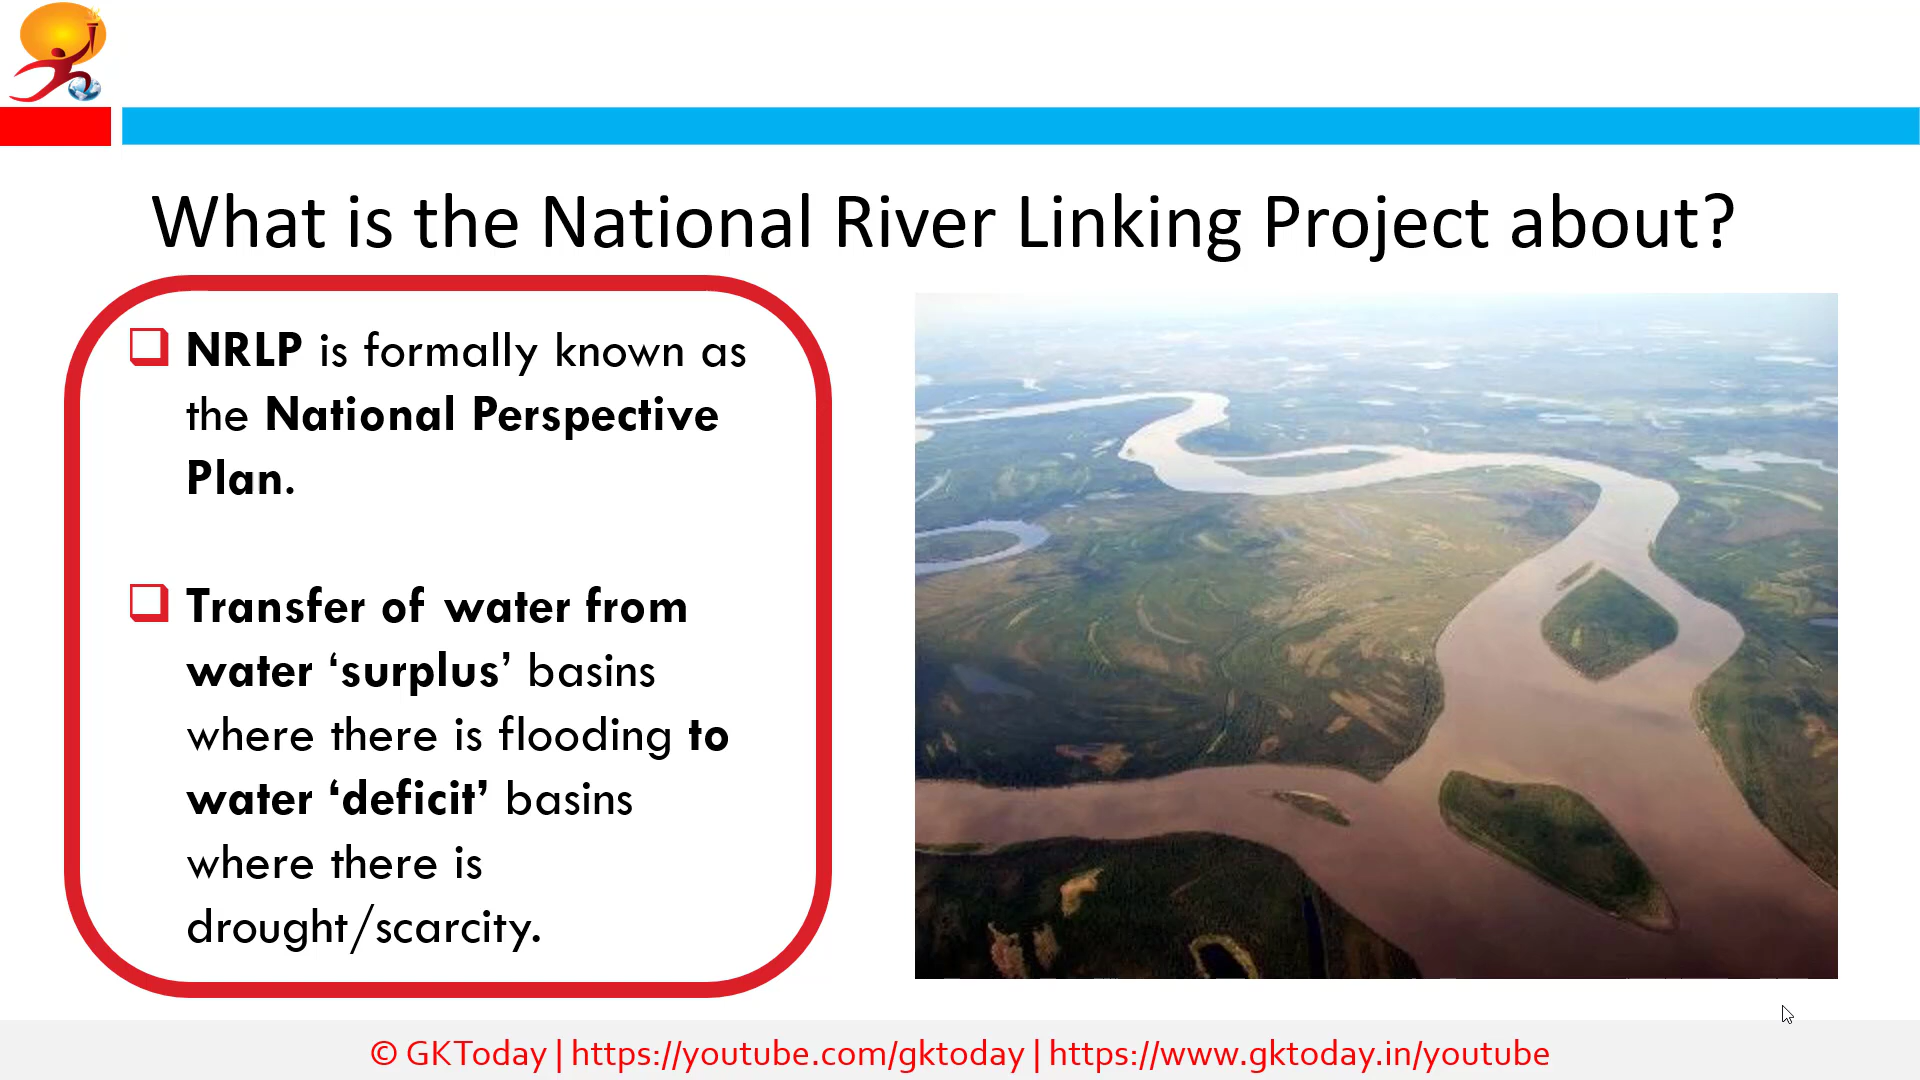 What is the National River Linking Project about?
NRLP is formally known as
the National Perspective
Plan.
Transfer of water from
water ‘surplus’ basins
where there is flooding to
water ‘deficit’ basins
where there is
drought/scarcity.
© GKToday | https://youtube.com/gktoday | https://www.gktoday.in/youtube